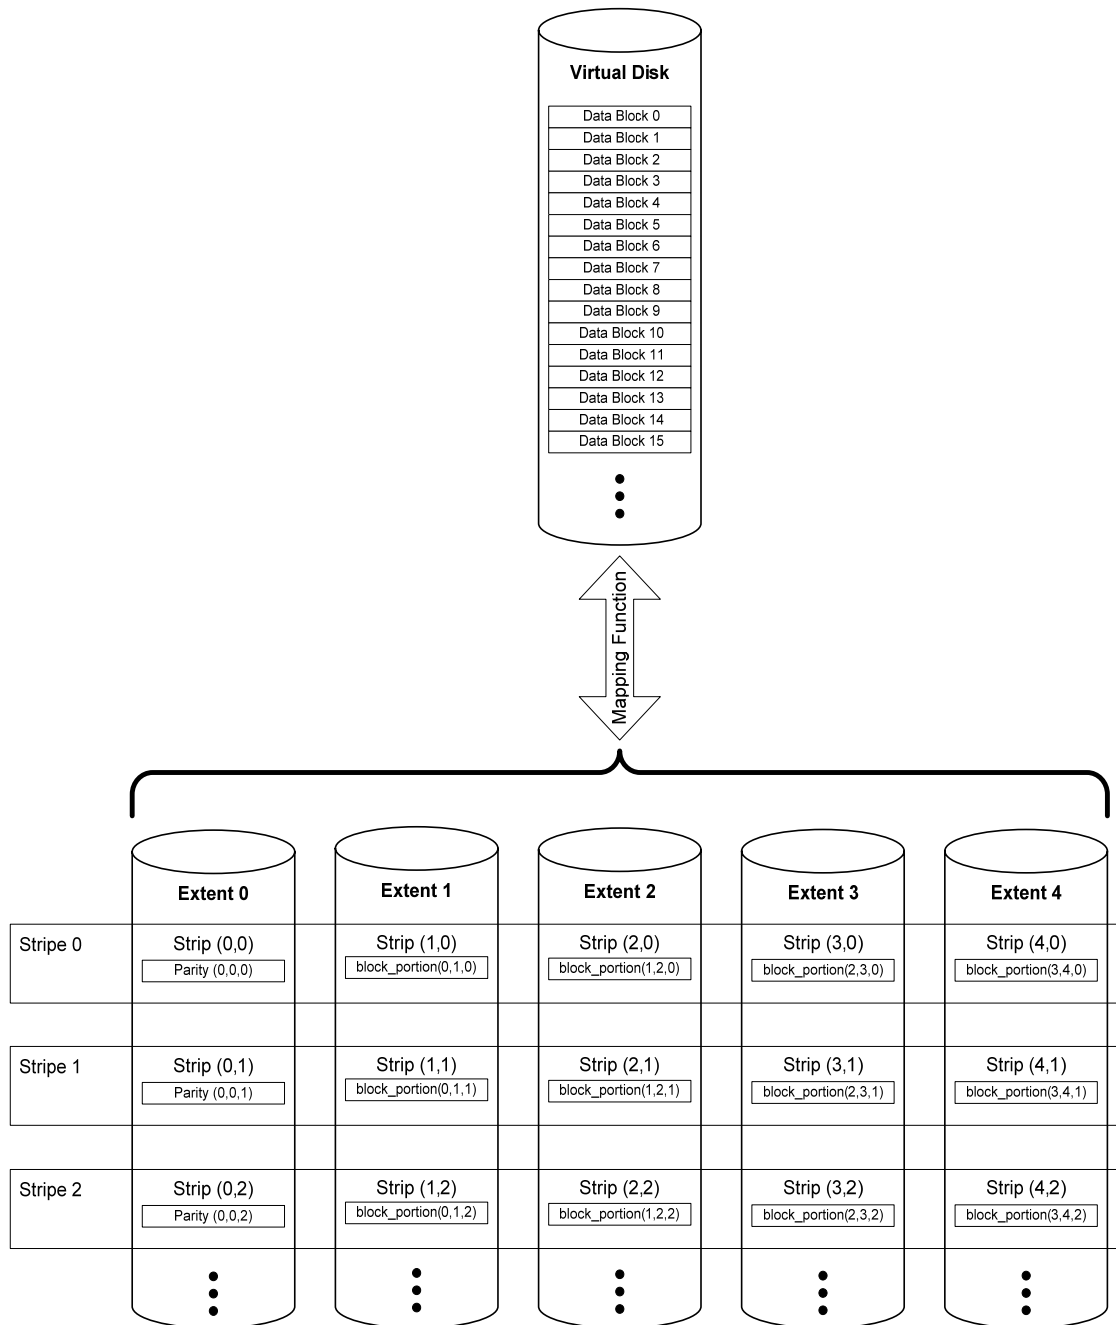 Virtual Disk
Data Block 0
Data Block 1
Data Block 2
Data Block 3
Data Block 4
Data Block 5
Data Block 6
Data Block 7
Data Block 8
Data Block 9
Data Block 10
Data Block 11
Data Block 12
Data Block 13
Data Block 14
Data Block 15
Mapping Function
Extent 0
Extent 1
Extent 2
Extent 3
Extent 4
Stripe 0
Strip (0,0)
Parity (0,0,0)
Strip (1,0)
block_portion(0,1,0)
Strip (2,0)
block_portion(1,2,0)
Strip (3,0)
block_portion(2,3,0)
Strip (4,0)
block_portion(3,4,0)
Stripe 1
Strip (0,1)
Parity (0,0,1)
Strip (1,1)
block_portion(0,1,1)
Strip (2,1)
block_portion(1,2,1)
Strip (3,1)
block_portion(2,3,1)
Strip (4,1)
block_portion(3,4,1)
Stripe 2
Strip (0,2)
Parity (0,0,2)
Strip (1,2)
block_portion(0,1,2)
Strip (2,2)
block_portion(1,2,2)
Strip (3,2)
block_portion(2,3,2)
Strip (4,2)
block_portion(3,4,2)